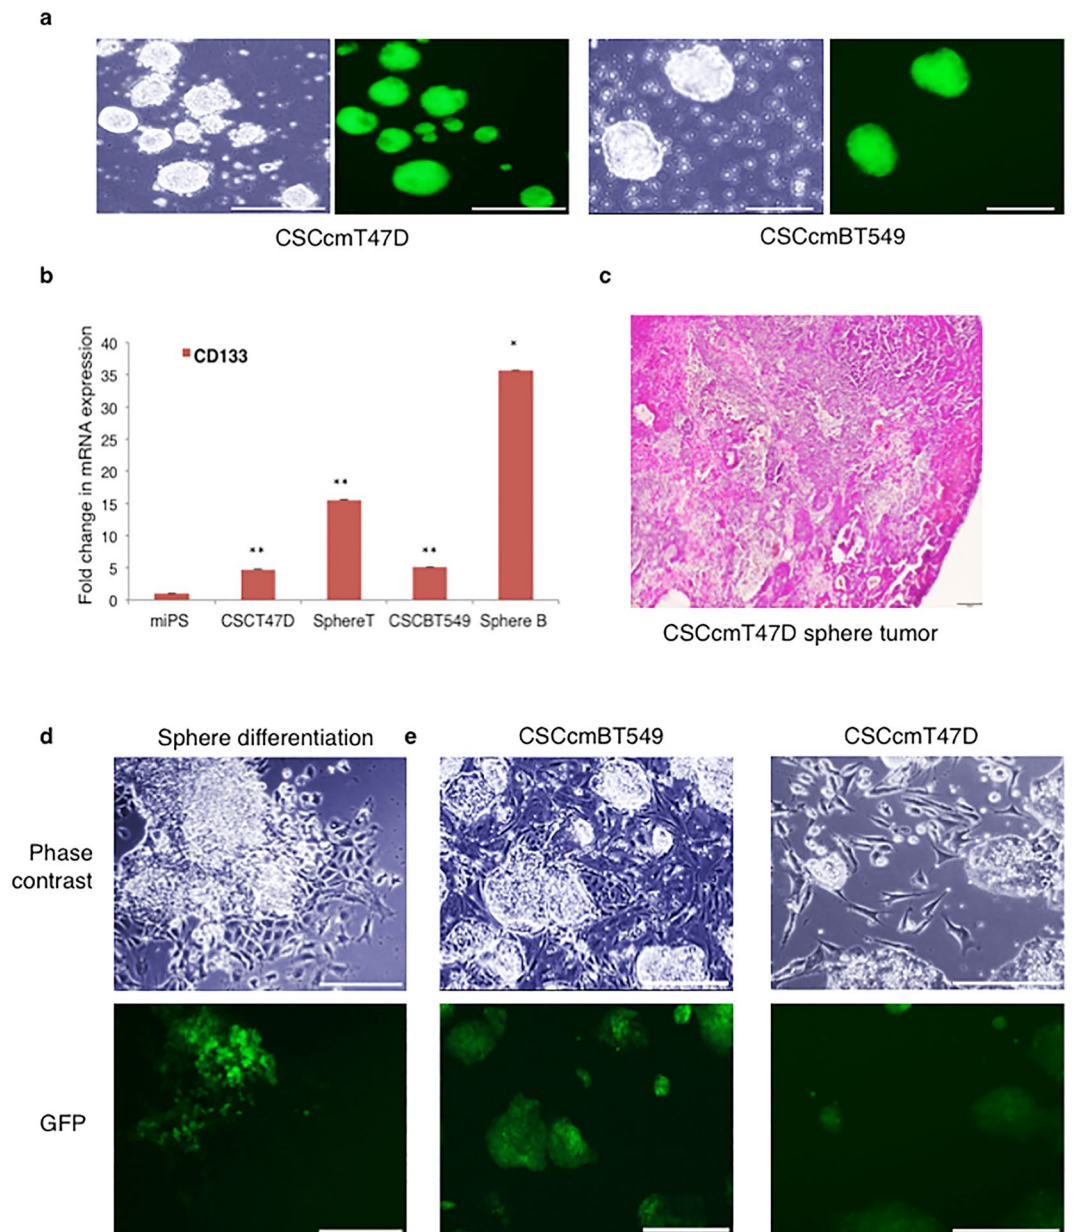 a
CSCcmT47D
CSCcmBT549
b
c
Fold change in mRNA expression
40
35
30
25
20
15
10
5
0
CD133
**
**
**
*
miPS
CSCT47D
SphereT
CSCBT549
Sphere B
CSCcmT47D sphere tumor
d
Sphere differentiation
e
CSCcmBT549
CSCcmT47D
Phase
contrast
GFP